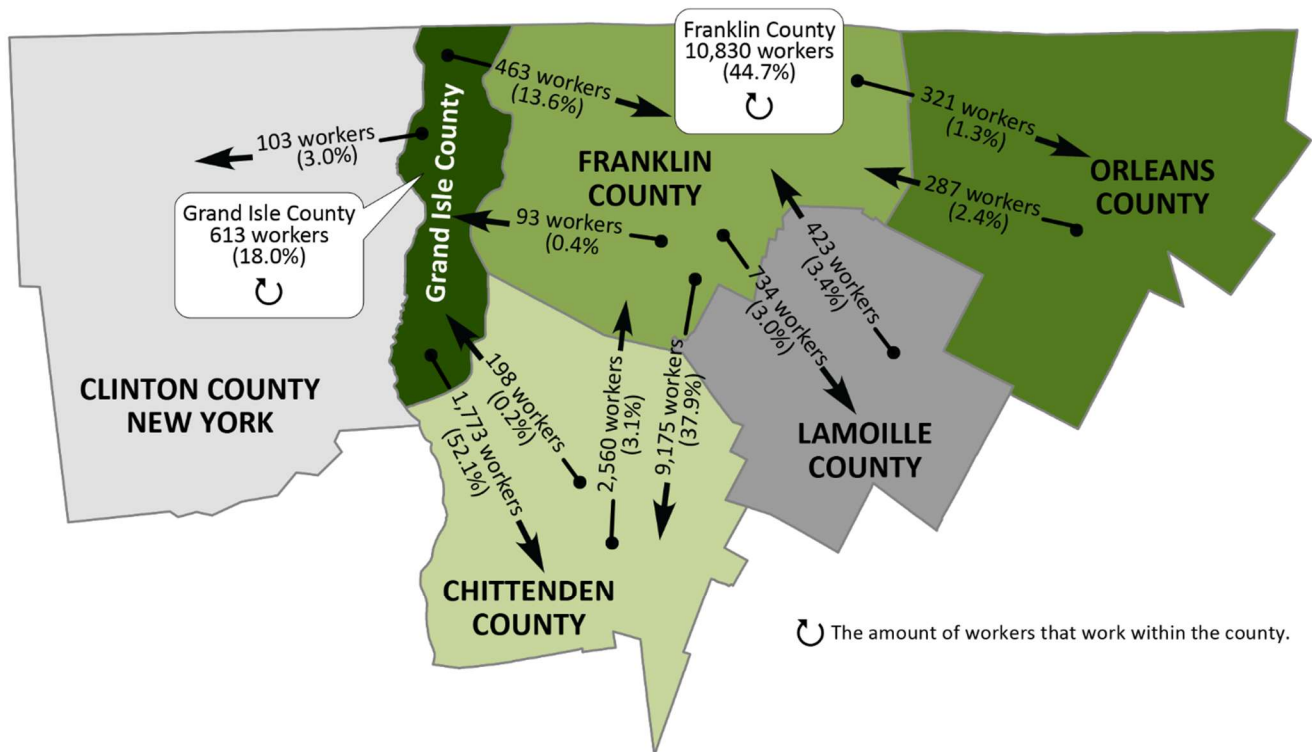 Franklin County
10,830 workers
(44.7%)
463 workers
(13.6%)
321 workers
(1.3%)
103 workers
(3.0%)
Grand Isle County
FRANKLIN
COUNTY
ORLEANS
COUNTY
287 workers
(2.4%)
Grand Isle County
613 workers
(18.0%)
93 workers
(0.4%
423 workers
(3.4%)
734 workers
(3.0%)
CLINTON COUNTY
NEW YORK
198 workers
(0.2%)
1,773 workers
(52.1%)
2,560 workers
(3.1%)
9,175 workers
(37.9%)
LAMOILLE
COUNTY
CHITTENDEN
COUNTY
The amount of workers that work within the county.